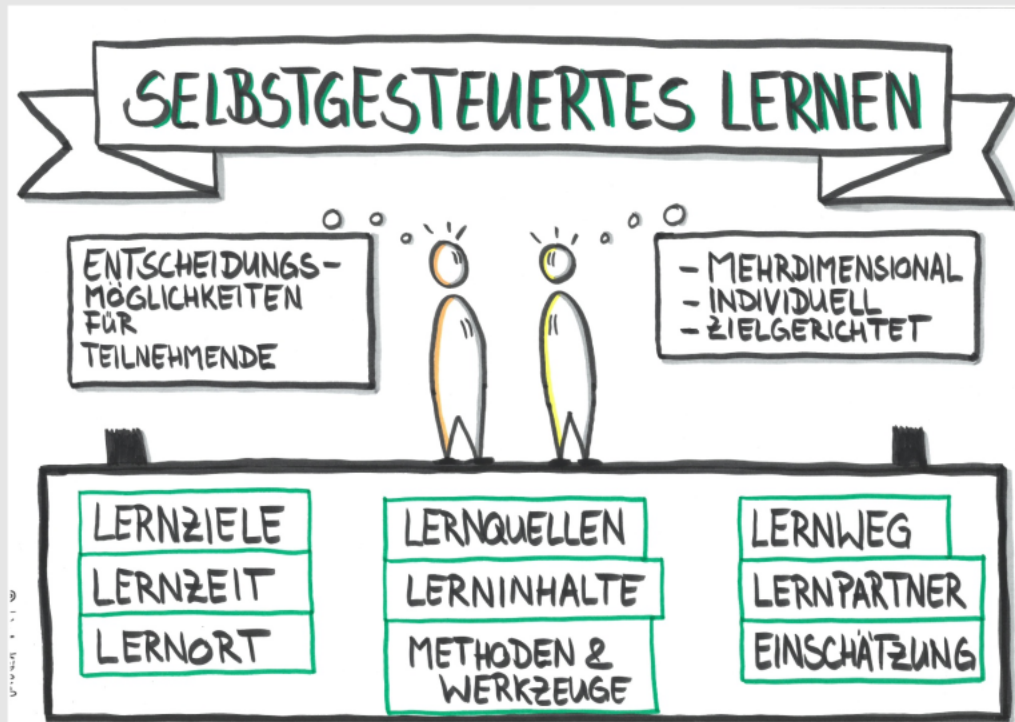 SELBSTGESTEUERTES LERNEN
ENTSCHEIDUNGS-
MÖGLICHKEITEN
FÜR
TEILNEHMENDE
- MEHRDIMENSIONAL
- INDIVIDUELL
- ZIELGERICHTET
LERNZIELE
LERNZEIT
LERNORT
LERNQUELLEN
LERNINHALTE
METHODEN &
WERKZEUGE
LERNWEG
LERNPARTNER
EINSCHÄTZUNG